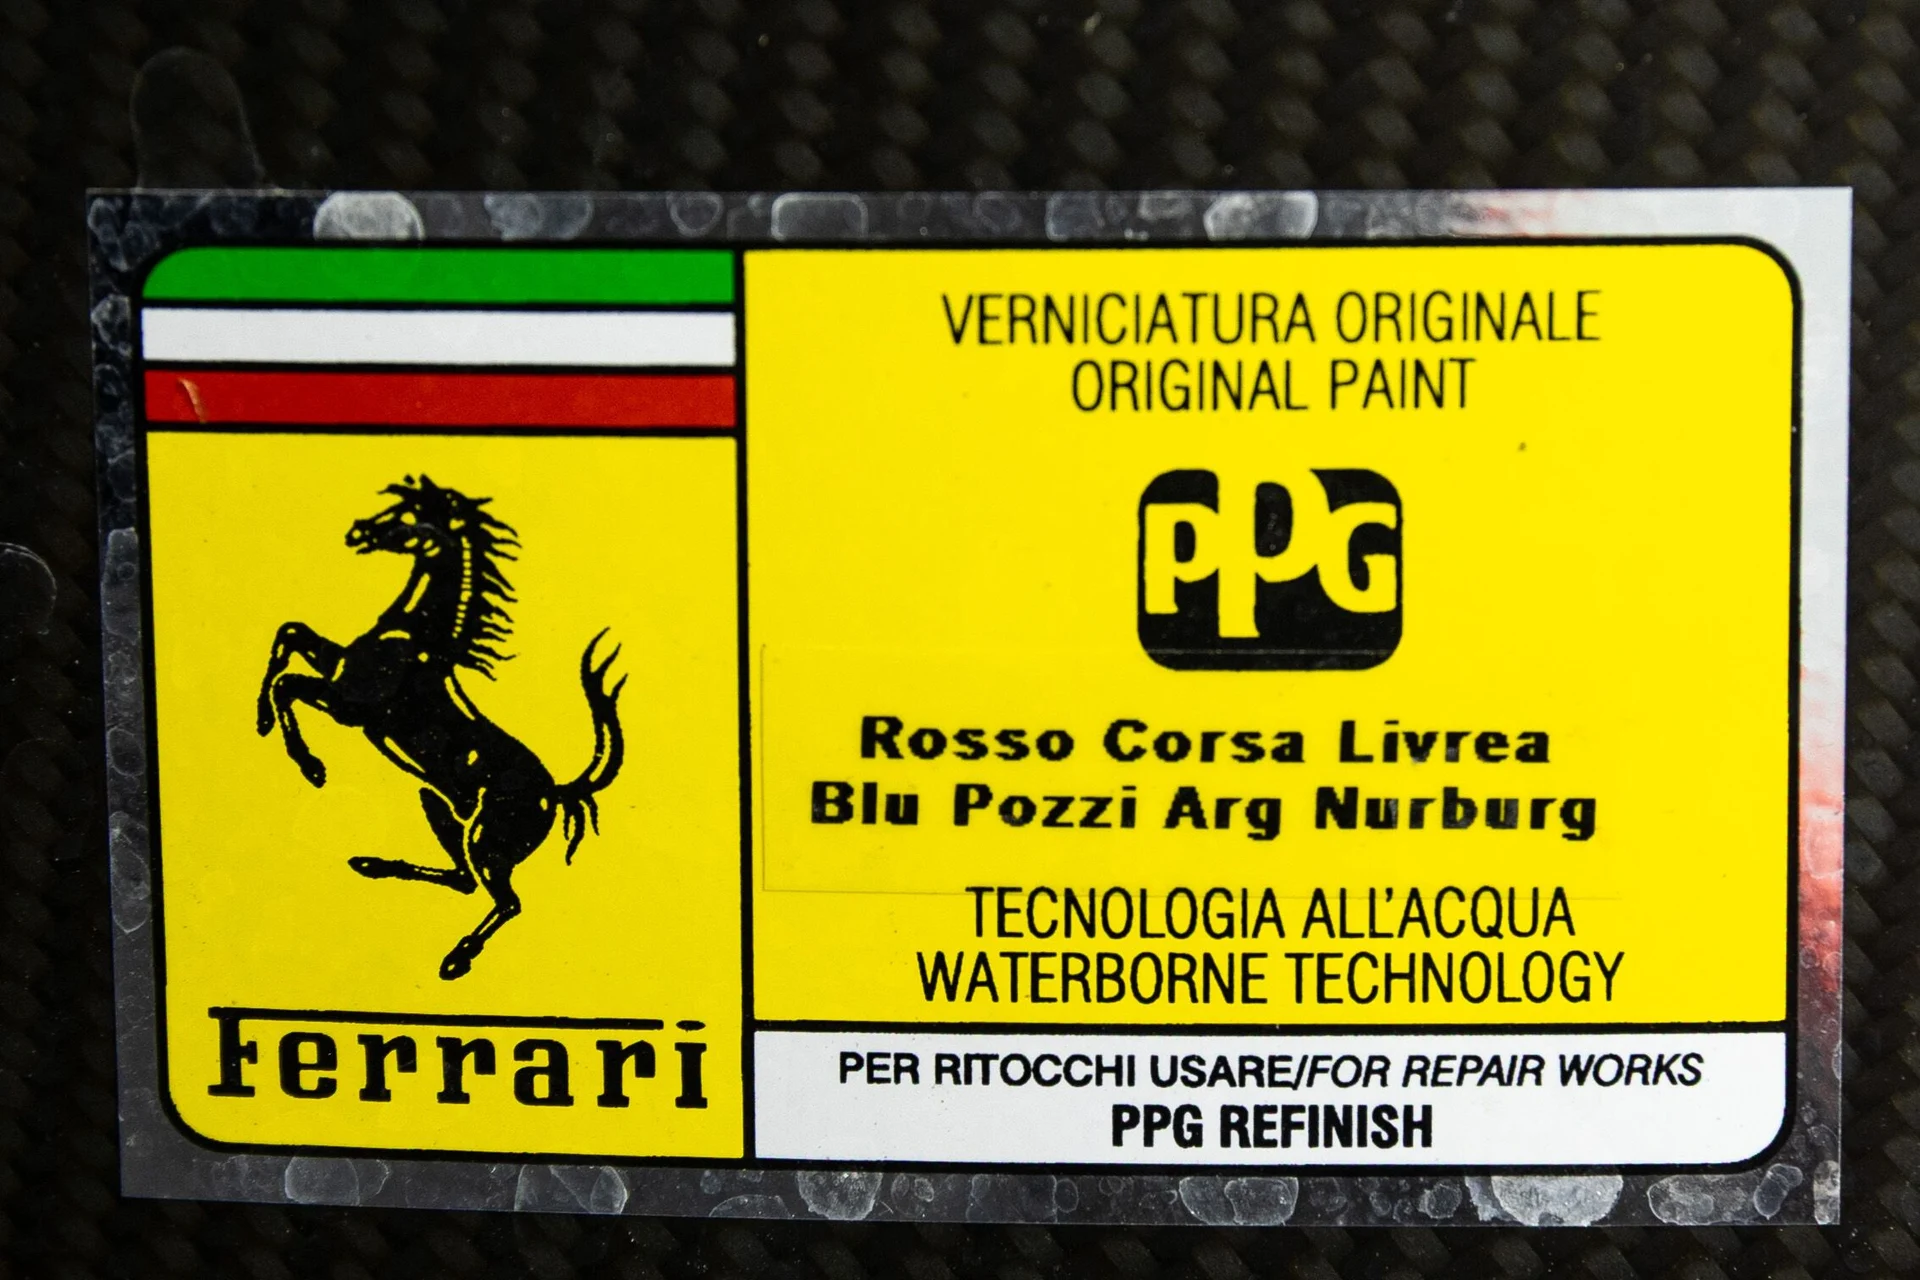 VERNICIATURA ORIGINALE
ORIGINAL PAINT
PPG
Rosso Corsa Livrea
Blu Pozzi Arg Nurburg
TECNOLOGIA ALL'ACQUA
WATERBORNE TECHNOLOGY
Ferrari
PER RITOCCHI USARE/FOR REPAIR WORKS
PPG REFINISH